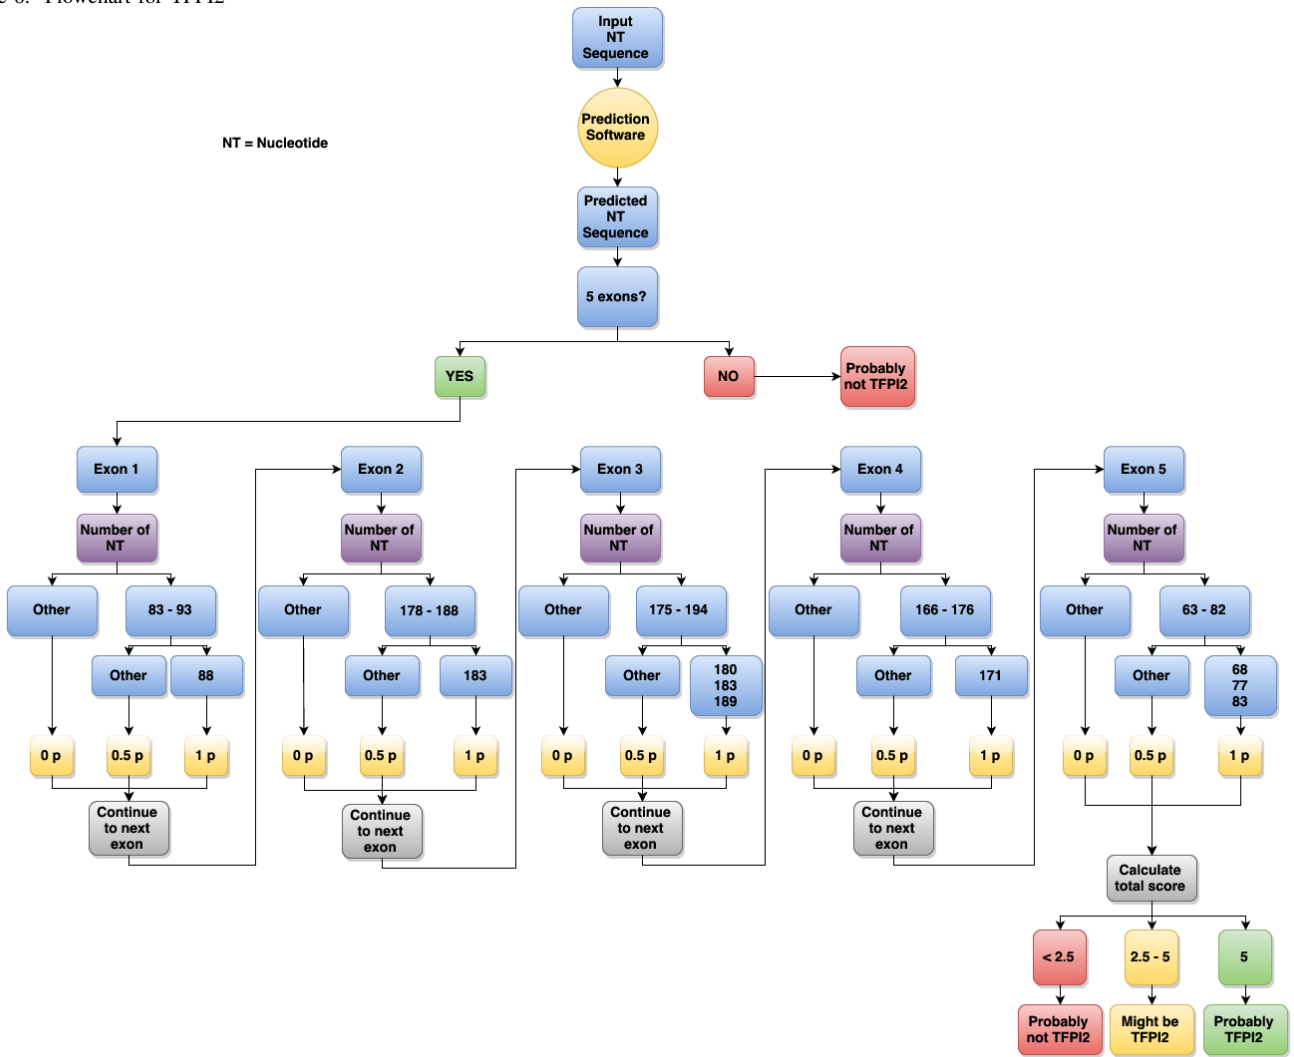 Flowchart for TFPI2
Input
NT
Sequence
Prediction
Software
NT = Nucleotide
Predicted
NT
Sequence
5 exons?
YES
NO
Probably
not TFPI2
Exon 1
Exon 2
Exon 3
Exon 4
Exon 5
Number of
NT
Number of
NT
Number of
NT
Number of
NT
Number of
NT
Other
83 - 93
Other
178 - 188
Other
175 - 194
Other
166 - 176
Other
63 - 82
Other
88
Other
183
Other
180
183
189
Other
171
Other
68
77
83
0 p
0.5 p
1 p
0 p
0.5 p
1 p
0 p
0.5 p
1 p
0 p
0.5 p
1 p
0 p
0.5 p
1 p
Continue
to next
exon
Continue
to next
exon
Continue
to next
exon
Continue
to next
exon
Calculate
total score
< 2.5
2.5 - 5
5
Probably
not TFPI2
Might be
TFPI2
Probably
TFPI2